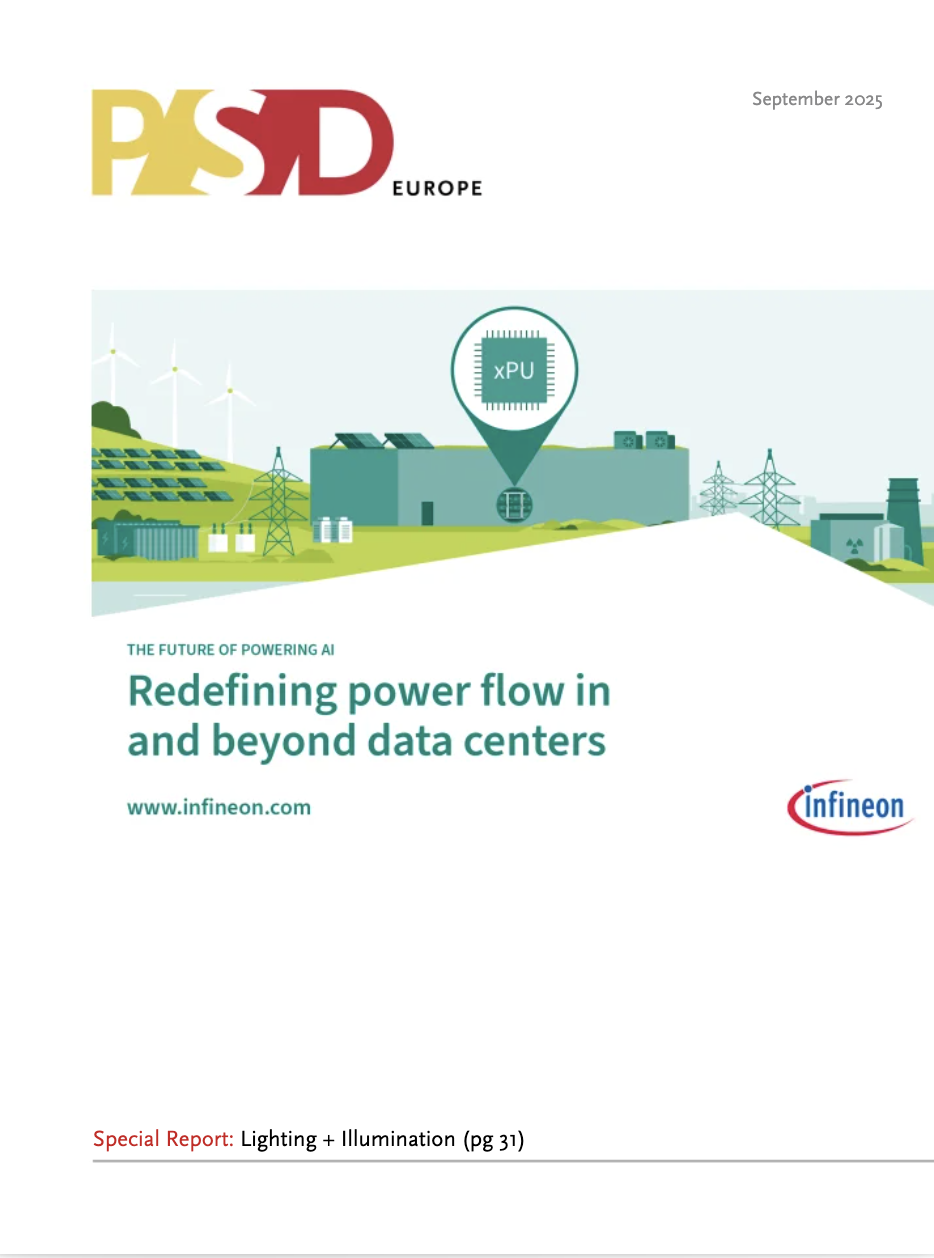 PSD
EUROPE
September 2025
xPU
THE FUTURE OF POWERING AI
Redefining power flow in
and beyond data centers
www.infineon.com
infineon
Special Report: Lighting + Illumination (pg 31)